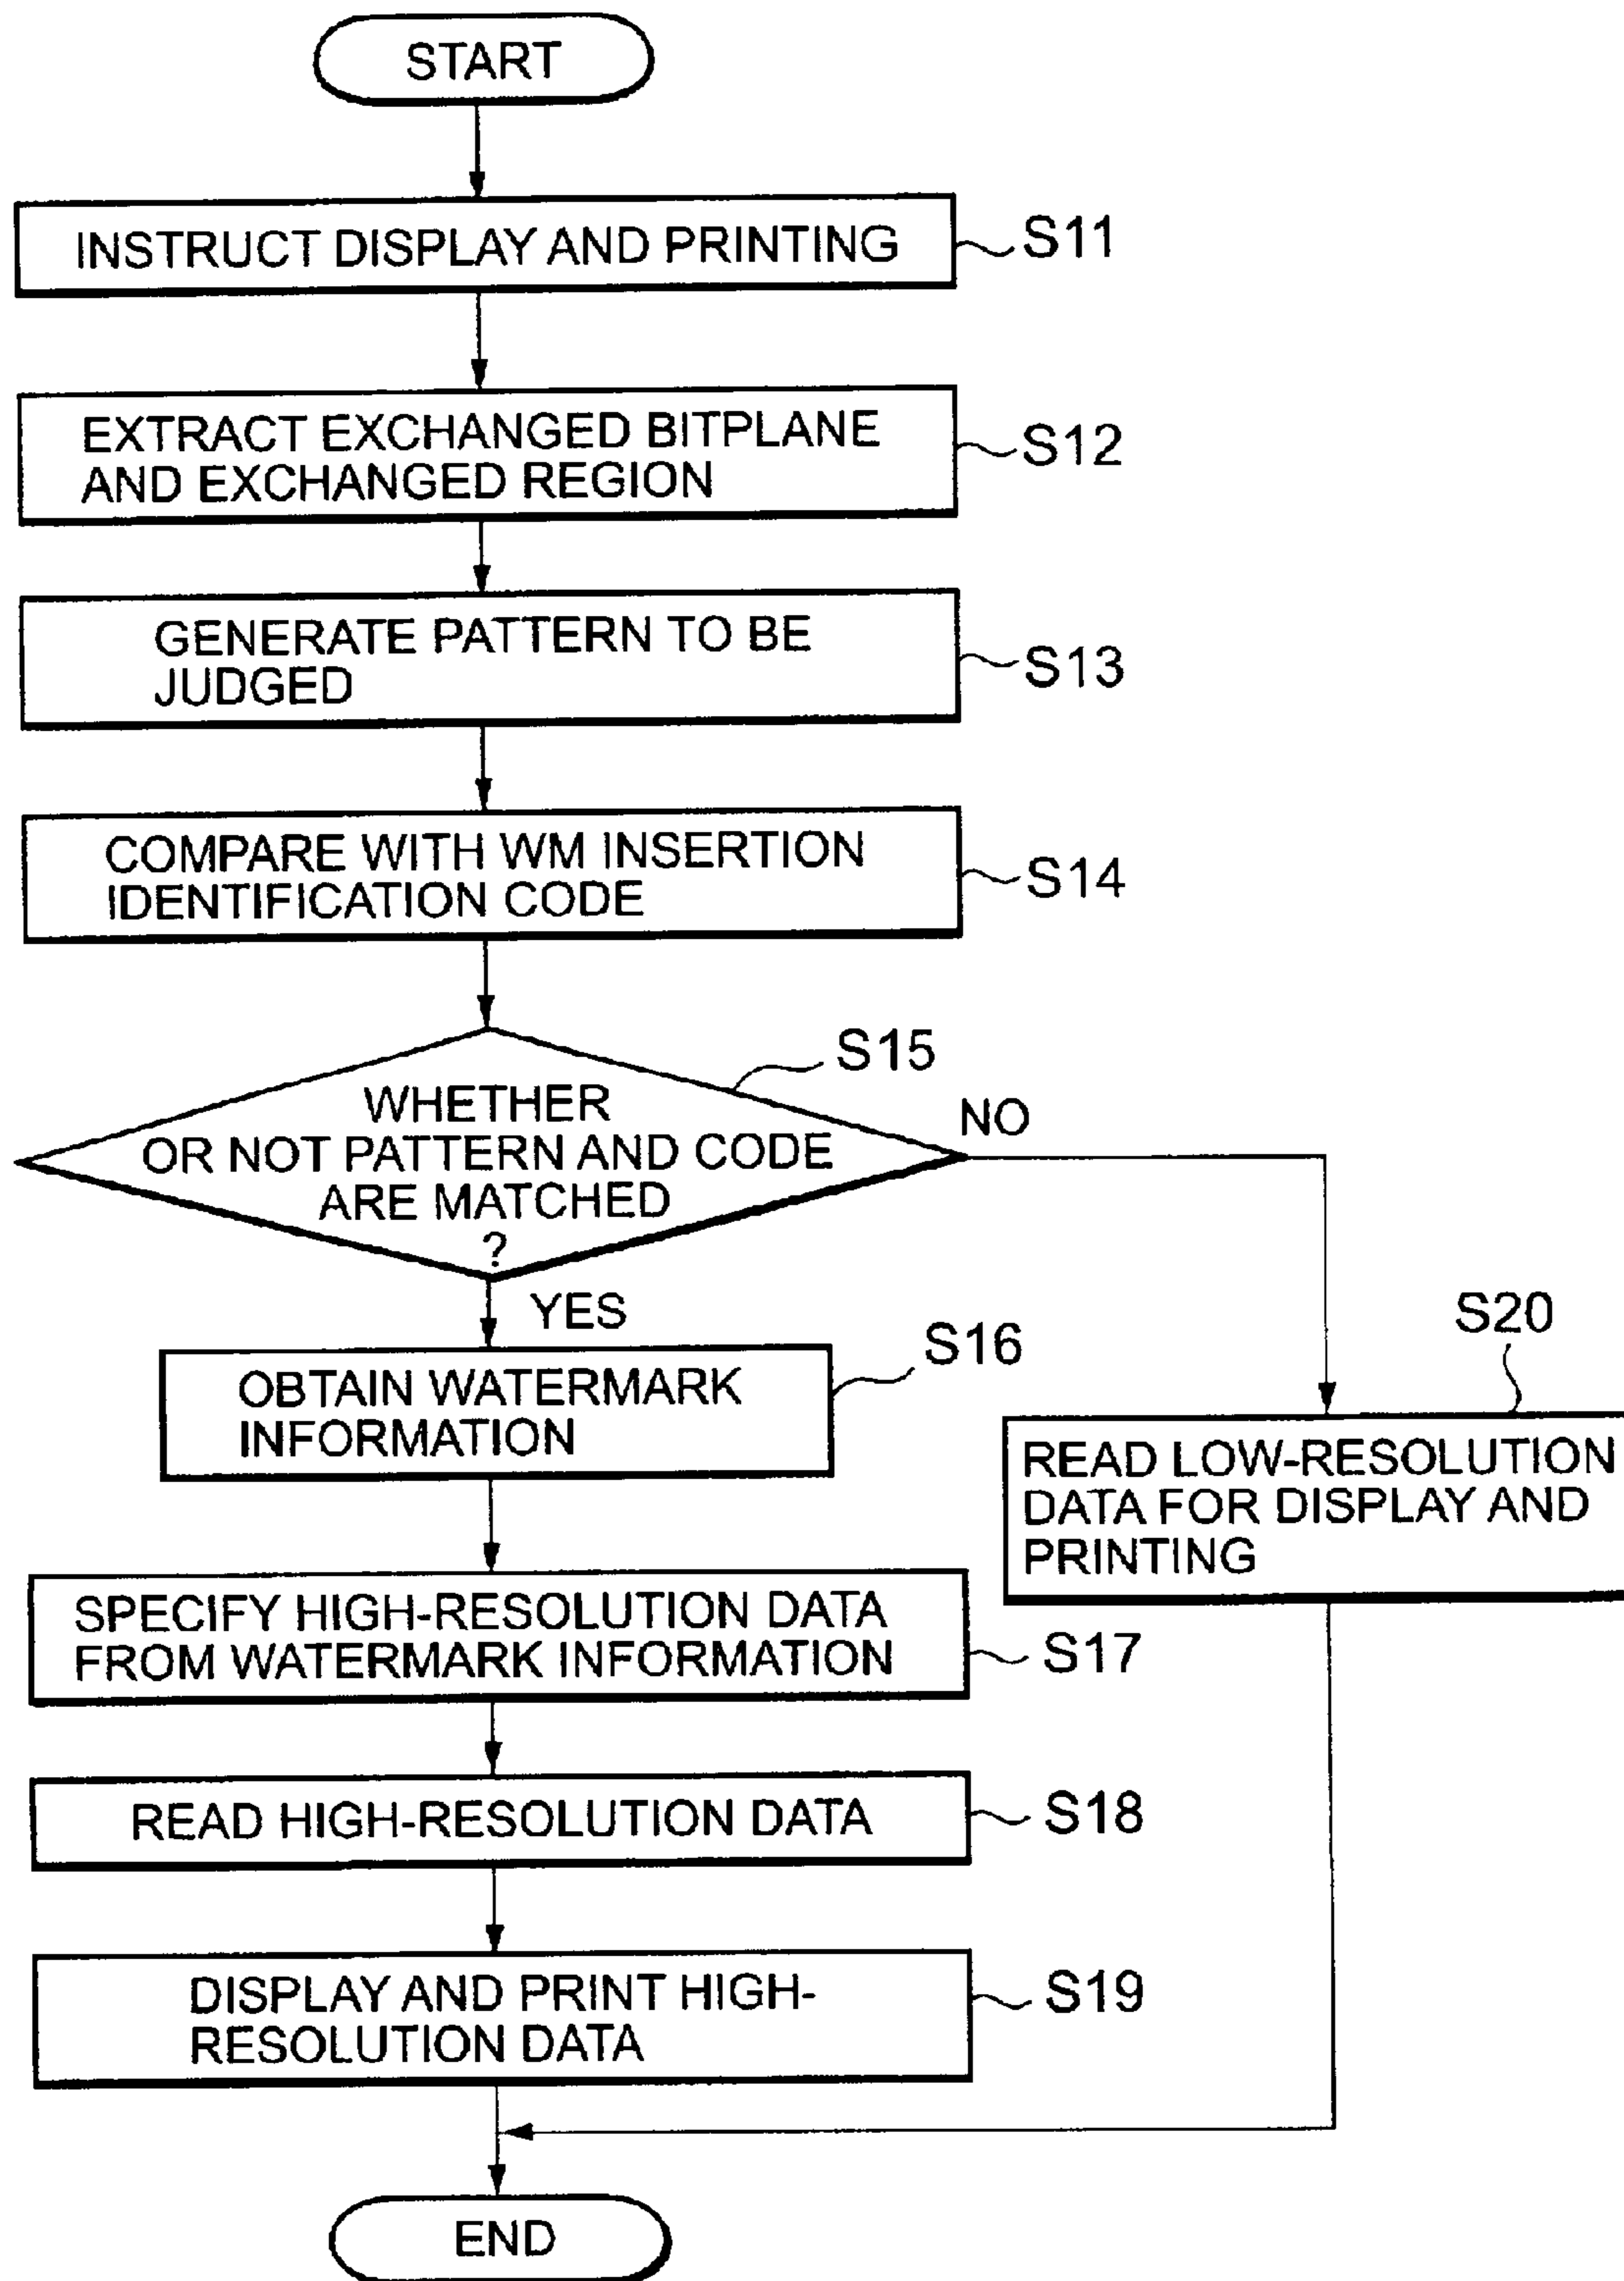 START
INSTRUCT DISPLAY AND PRINTING
S11
EXTRACT EXCHANGED BITPLANE
AND EXCHANGED REGION
S12
GENERATE PATTERN TO BE
JUDGED
S13
COMPARE WITH WM INSERTION
IDENTIFICATION CODE
S14
S15
WHETHER
OR NOT PATTERN AND CODE
ARE MATCHED
?
NO
YES
S16
OBTAIN WATERMARK
INFORMATION
S20
READ LOW-RESOLUTION
DATA FOR DISPLAY AND
PRINTING
SPECIFY HIGH-RESOLUTION DATA
FROM WATERMARK INFORMATION
S17
READ HIGH-RESOLUTION DATA
S18
DISPLAY AND PRINT HIGH-
RESOLUTION DATA
S19
END